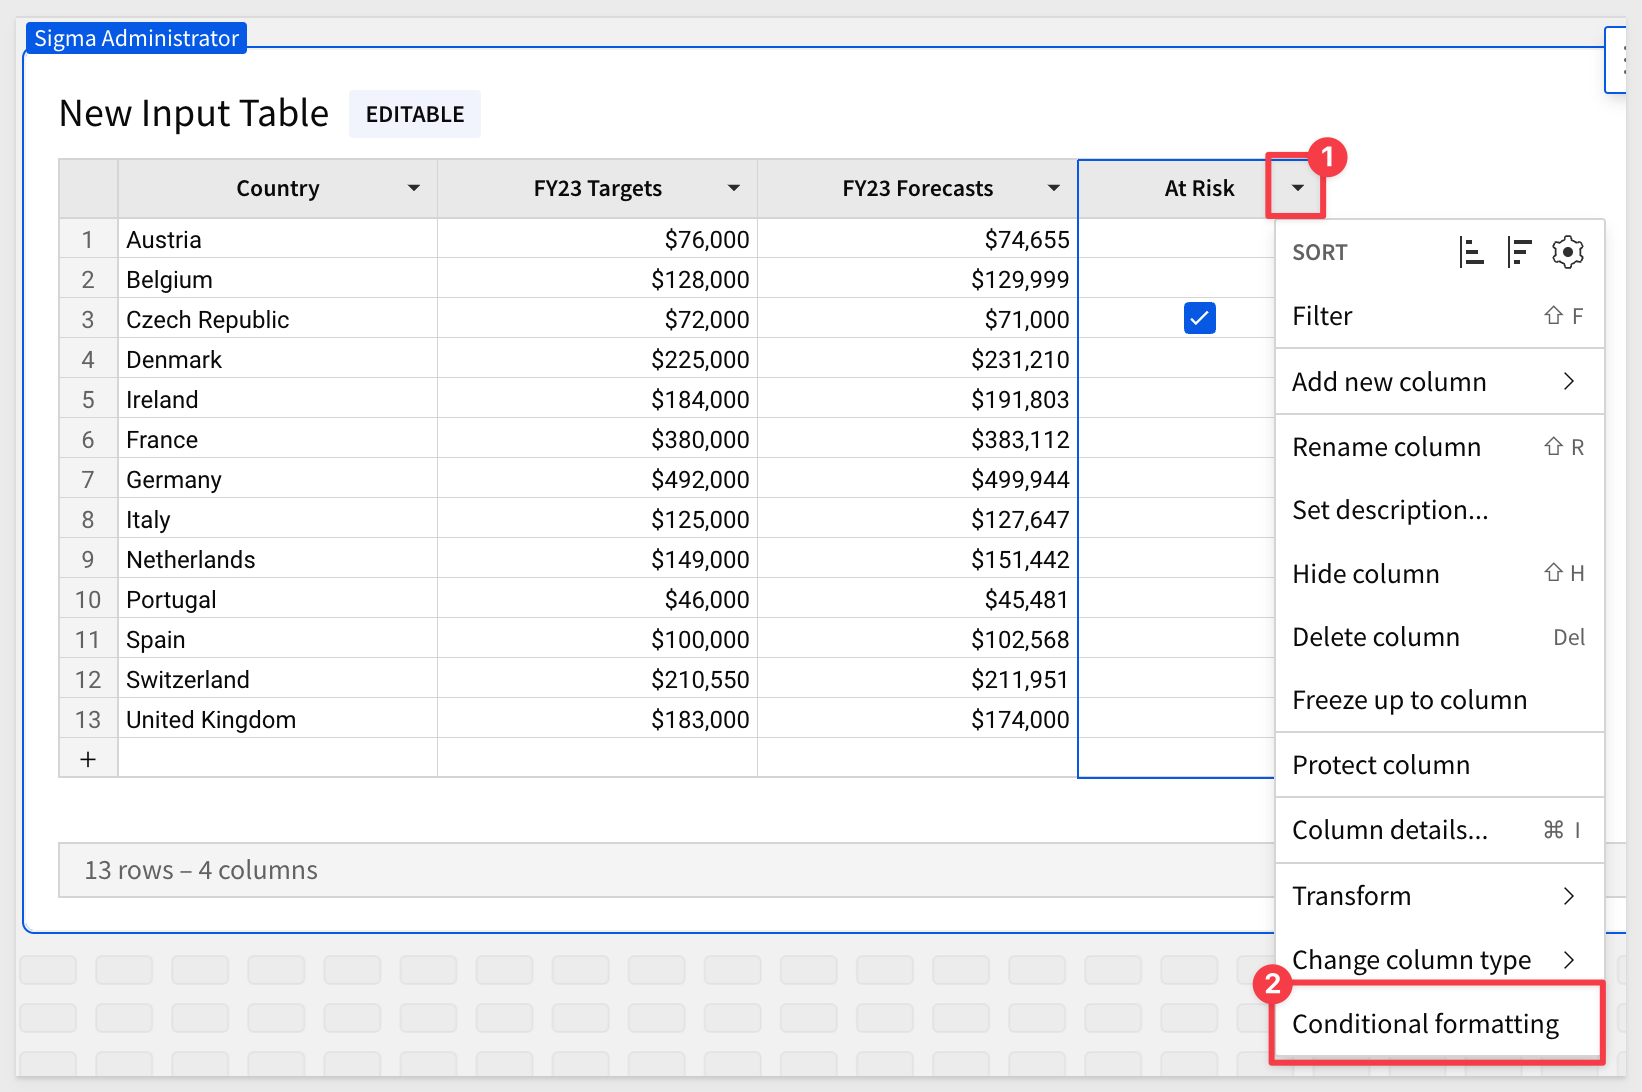 Sigma Administrator
New Input Table EDITABLE
Country FY23 Targets FY23 Forecasts At Risk 1
1 Austria $76,000 $74,655
2 Belgium $128,000 $129,999
3 Czech Republic $72,000 $71,000
4 Denmark $225,000 $231,210
5 Ireland $184,000 $191,803
6 France $380,000 $383,112
7 Germany $492,000 $499,944
8 Italy $125,000 $127,647
9 Netherlands $149,000 $151,442
10 Portugal $46,000 $45,481
11 Spain $100,000 $102,568
12 Switzerland $210,550 $211,951
13 United Kingdom $183,000 $174,000
+
13 rows – 4 columns
SORT
Filter ⇧ F
Add new column
Rename column ⇧ R
Set description...
Hide column ⇧ H
Delete column Del
Freeze up to column
Protect column
Column details... ⌘ I
Transform
Change column type
2
Conditional formatting